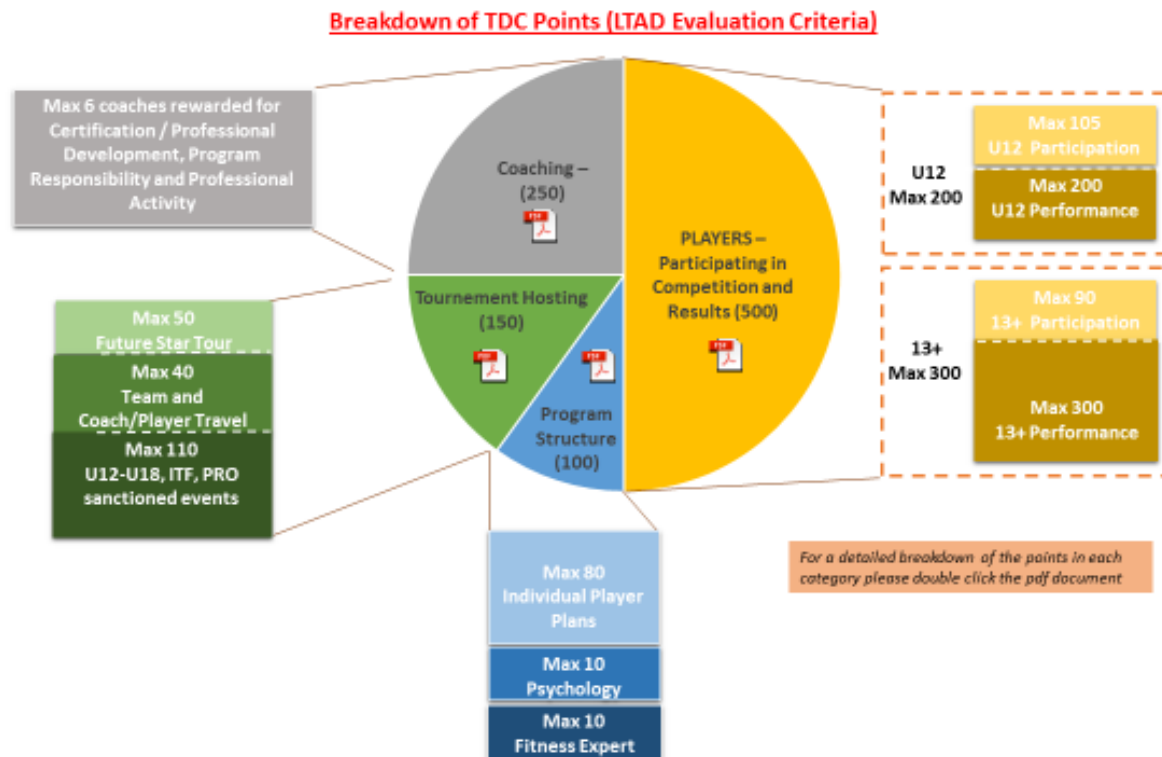 Breakdown of TDC Points (LTAD Evaluation Criteria)
Max 6 coaches rewarded for
Certification / Professional
Development, Program
Responsibility and Professional
Activity
Coaching –
(250)
PDF
PLAYERS –
Participating in
Competition and
Results (500)
PDF
U12
Max 200
Max 105
U12 Participation
Max 200
U12 Performance
13+
Max 300
Max 90
13+ Participation
Max 300
13+ Performance
Tournement Hosting
(150)
PDF
Max 50
Future Star Tour
Max 40
Team and
Coach/Player Travel
Max 110
U12-U18, ITF, PRO
sanctioned events
PDF
Program
Structure
(100)
Max 80
Individual Player
Plans
Max 10
Psychology
Max 10
Fitness Expert
For a detailed breakdown of the points in each
category please double click the pdf document